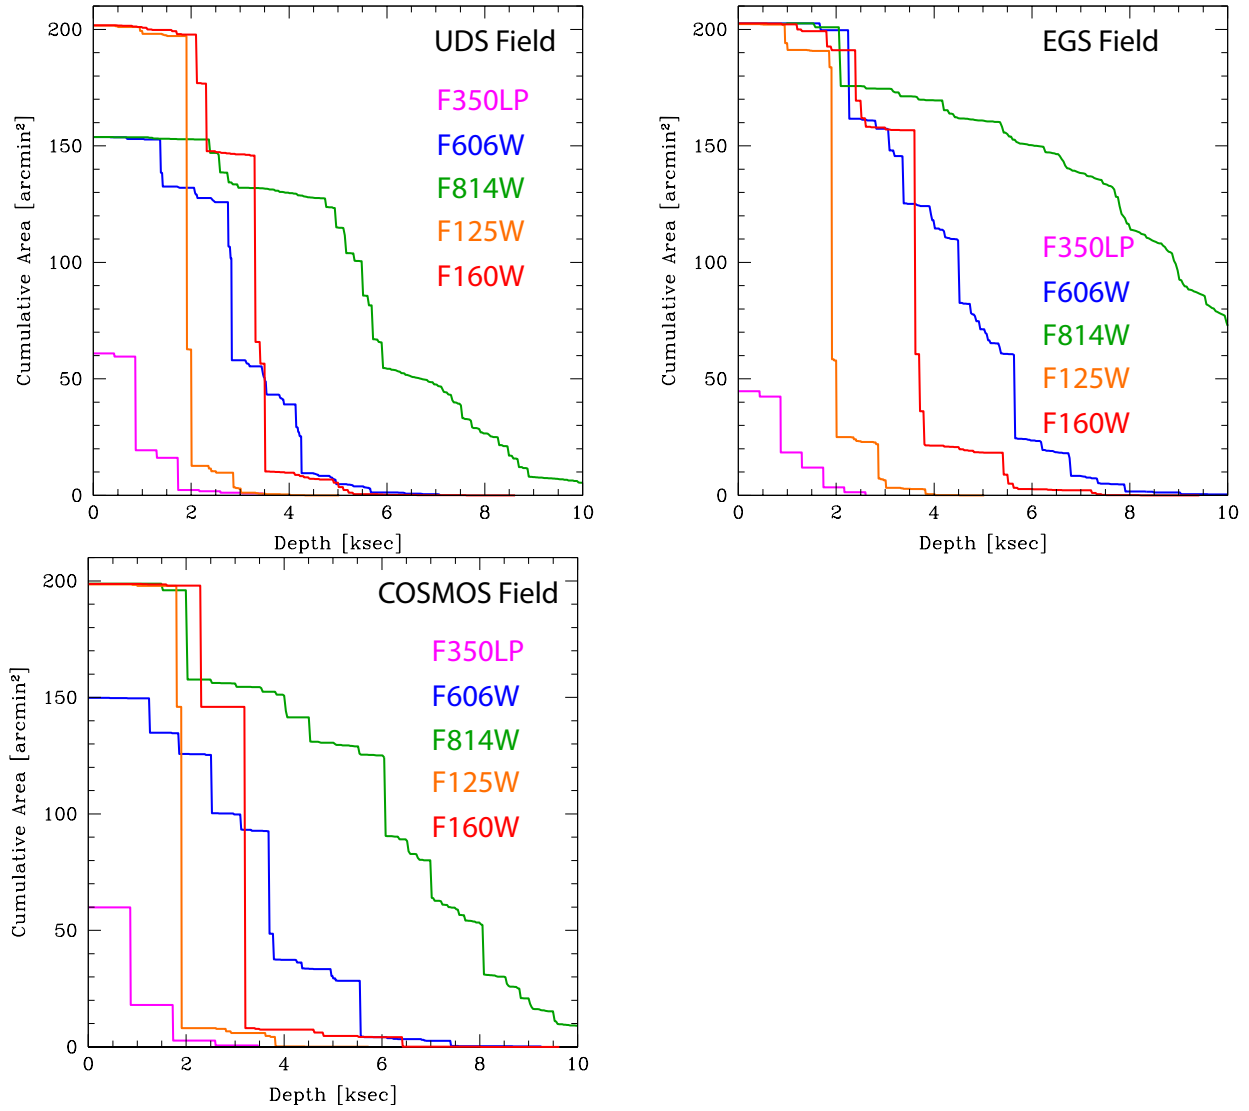 UDS Field
F350LP
F606W
F814W
F125W
F160W
Cumulative Area [arcmin²]
200
150
100
50
0
0 2 4 6 8 10
Depth [ksec]
EGS Field
F350LP
F606W
F814W
F125W
F160W
Cumulative Area [arcmin²]
200
150
100
50
0
0 2 4 6 8 10
Depth [ksec]
COSMOS Field
F350LP
F606W
F814W
F125W
F160W
Cumulative Area [arcmin²]
200
150
100
50
0
0 2 4 6 8 10
Depth [ksec]